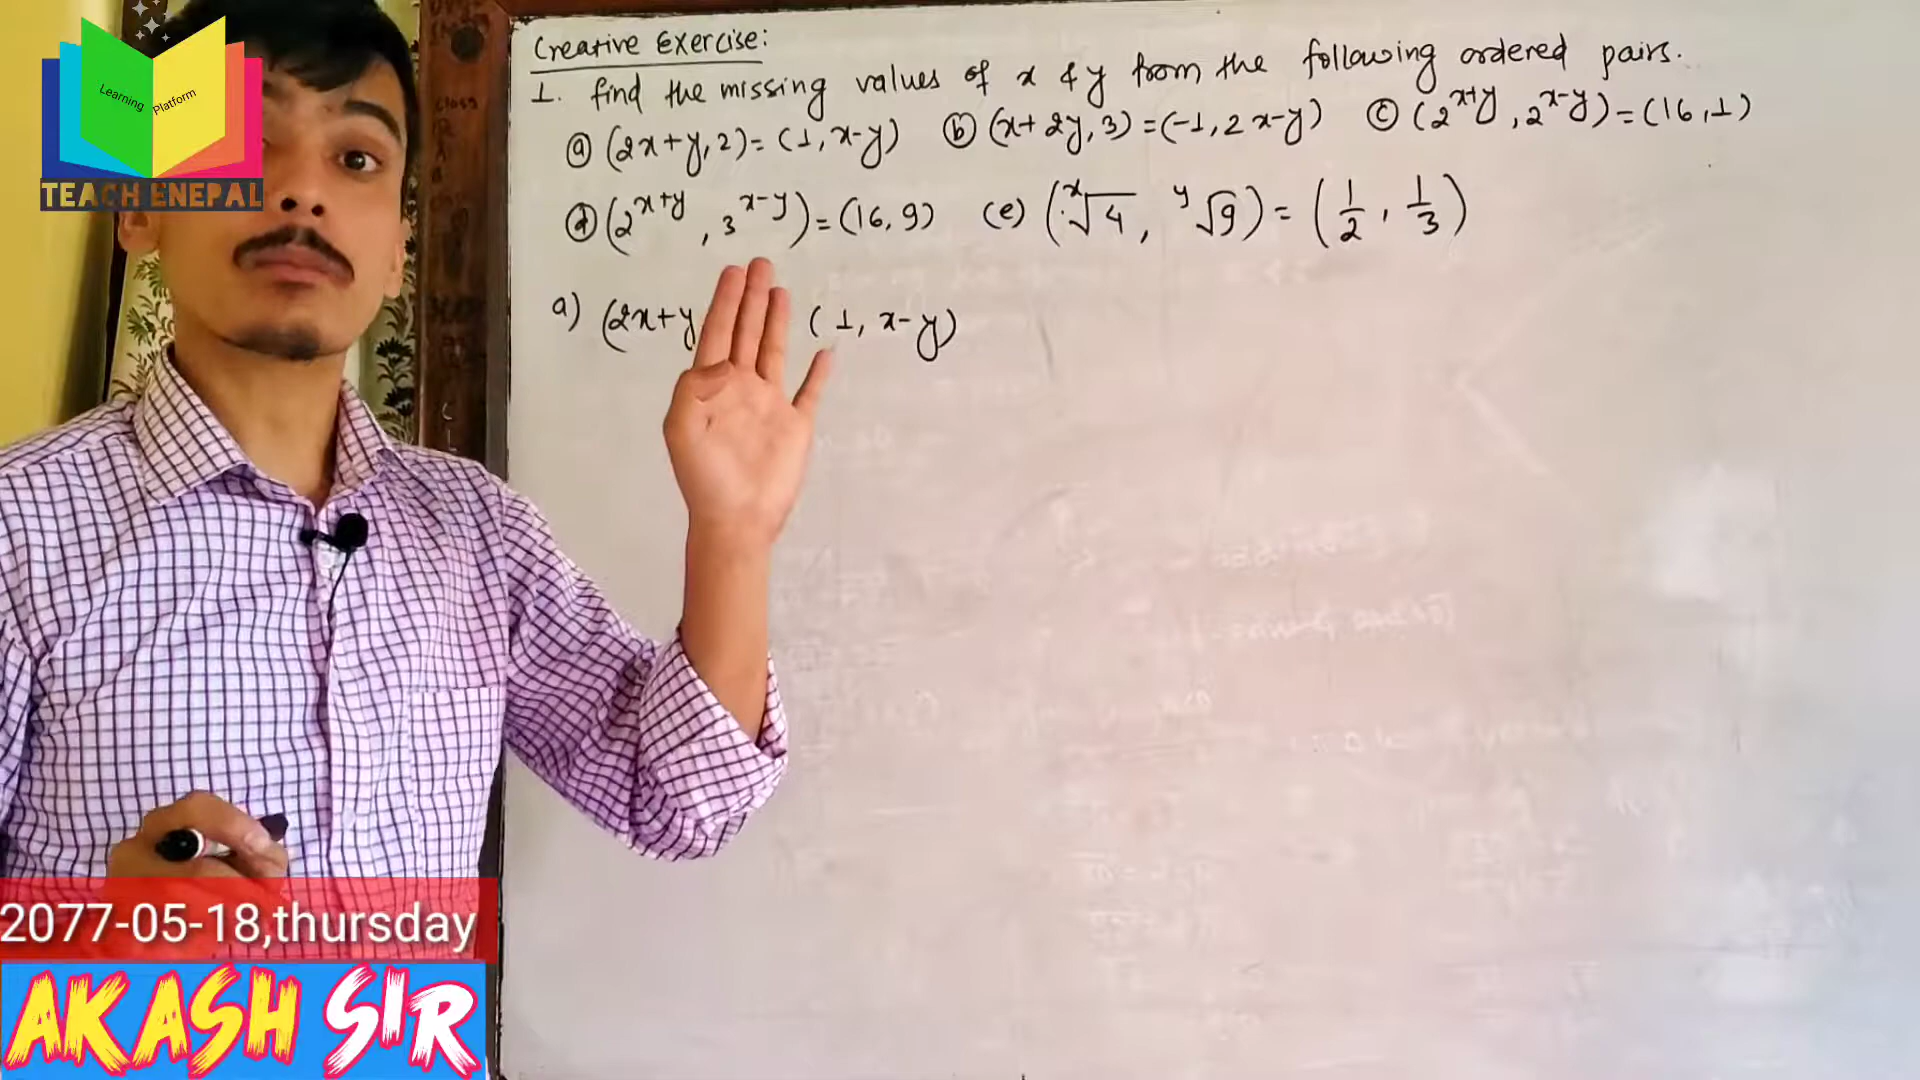 Learning Platform
TEACH ENEPAL
Creative Exercise:
1. find the missing values of x & y from the following ordered pairs.
ⓐ (2x+y,2)=(1,x-y) ⓑ (x+2y,3)=(-1,2x-y) ⓒ (2^x+y,2^x-y)=(16,1)
ⓓ (2^x+y,3^x-y)=(16,9) (e) (ˣ√4, ʸ√9)=(1/2,1/3)
a) (2x+y (1,x-y)
2077-05-18,thursday
AKASH SIR